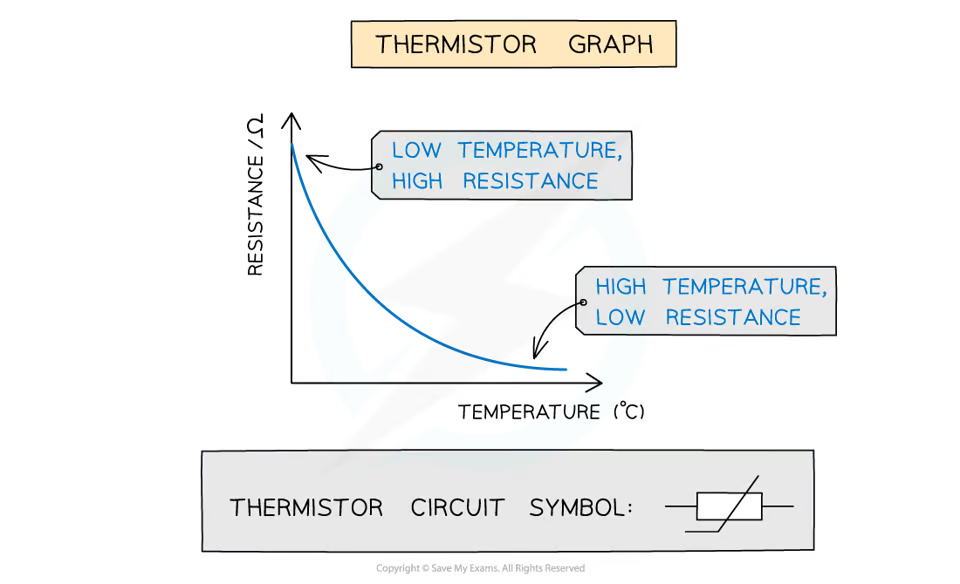 THERMISTOR GRAPH
RESISTANCE / Ω
LOW TEMPERATURE,
HIGH RESISTANCE
HIGH TEMPERATURE,
LOW RESISTANCE
TEMPERATURE (°C)
THERMISTOR CIRCUIT SYMBOL:
Copyright © Save My Exams. All Rights Reserved